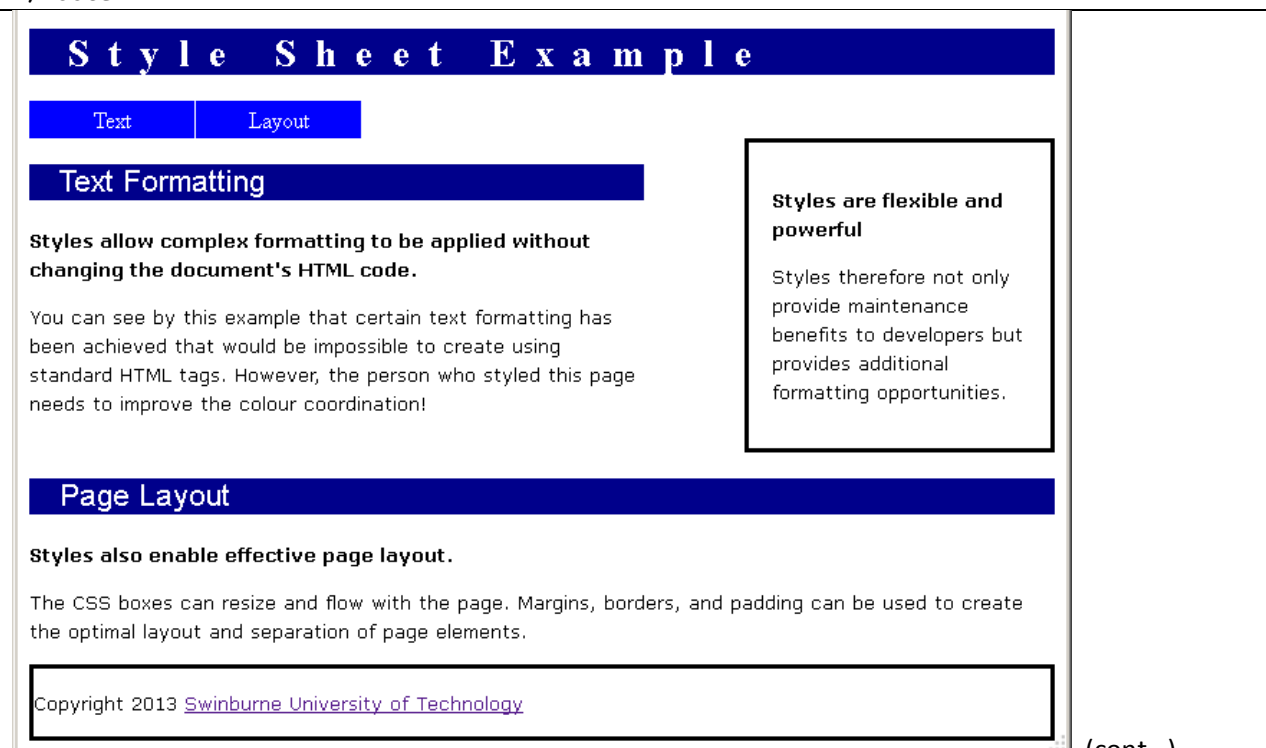 Style Sheet Example
Text Layout
Text Formatting
Styles allow complex formatting to be applied without
changing the document's HTML code.
You can see by this example that certain text formatting has
been achieved that would be impossible to create using
standard HTML tags. However, the person who styled this page
needs to improve the colour coordination!
Styles are flexible and
powerful
Styles therefore not only
provide maintenance
benefits to developers but
provides additional
formatting opportunities.
Page Layout
Styles also enable effective page layout.
The CSS boxes can resize and flow with the page. Margins, borders, and padding can be used to create
the optimal layout and separation of page elements.
Copyright 2013 Swinburne University of Technology